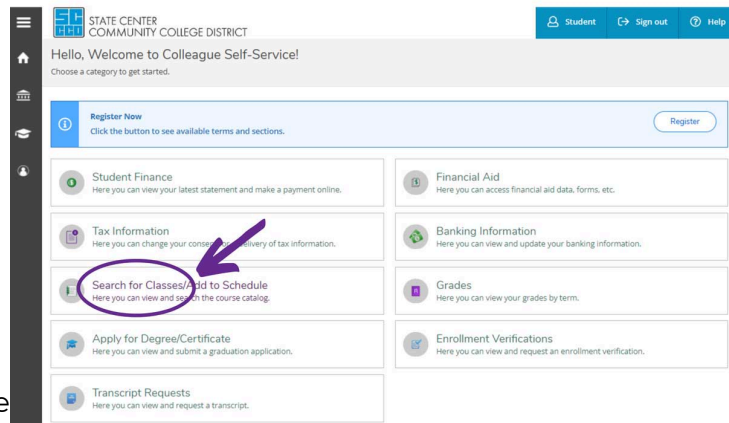 STATE CENTER
COMMUNITY COLLEGE DISTRICT
Student
Sign out
Help
Hello, Welcome to Colleague Self-Service!
Choose a category to get started.
Register Now
Click the button to see available terms and sections.
Register
Student Finance
Here you can view your latest statement and make a payment online.
Financial Aid
Here you can access financial aid data, forms, etc.
Tax Information
Here you can change your consent for delivery of tax information.
Banking Information
Here you can view and update your banking information.
Search for Classes/Add to Schedule
Here you can view and search the course catalog.
Grades
Here you can view your grades by term.
Apply for Degree/Certificate
Here you can view and submit a graduation application.
Enrollment Verifications
Here you can view and request an enrollment verification.
Transcript Requests
Here you can view and request a transcript.